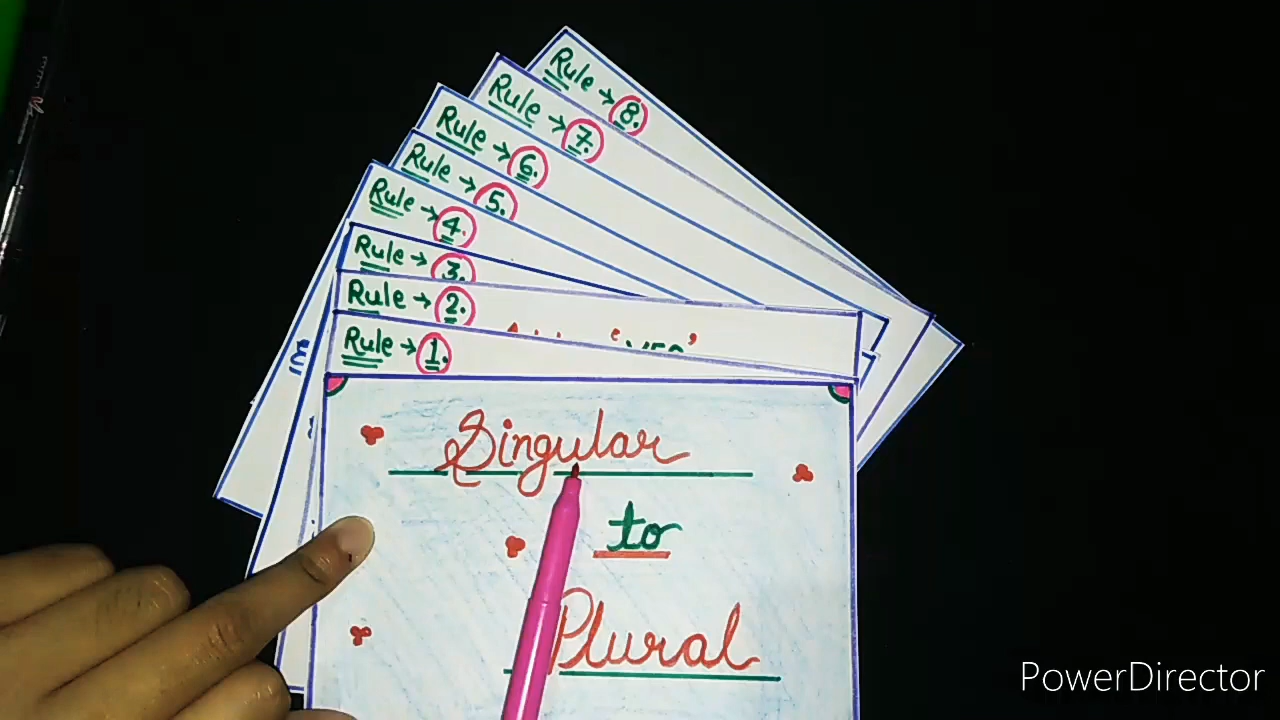 Rule → 8.
Rule → 7.
Rule → 6.
Rule → 5.
Rule → 4.
Rule → 3.
Rule → 2.
Rule → 1.
Singular
to
Plural
PowerDirector